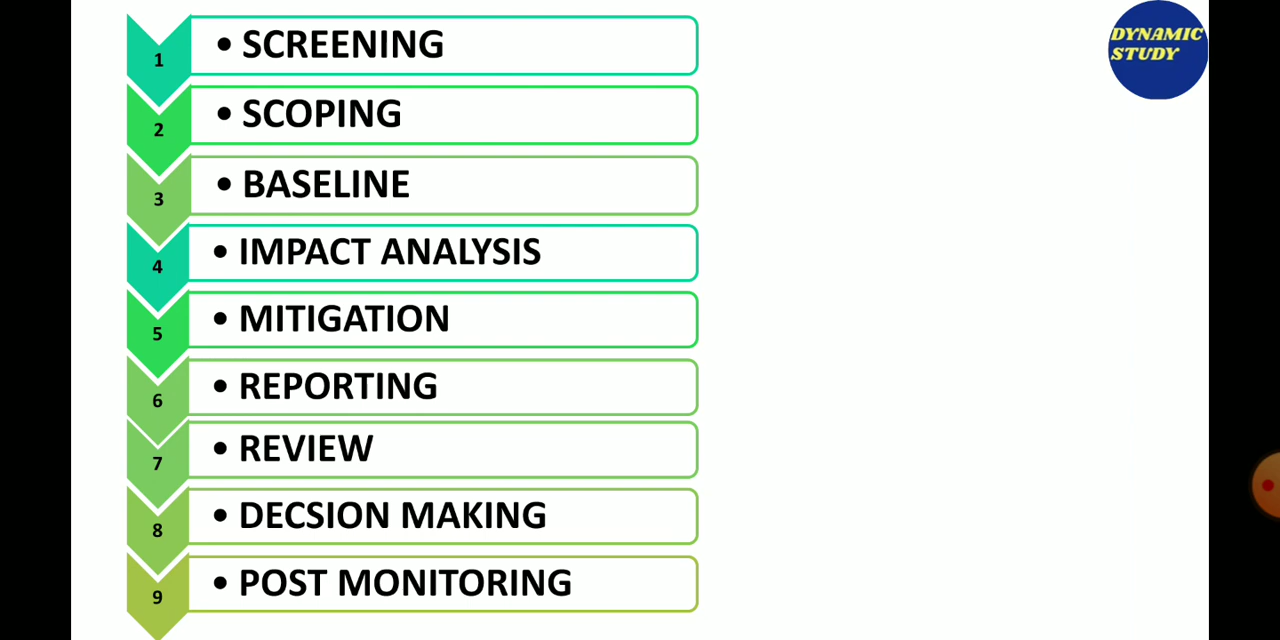 1
• SCREENING
2
• SCOPING
3
• BASELINE
4
• IMPACT ANALYSIS
5
• MITIGATION
6
• REPORTING
7
• REVIEW
8
• DECSION MAKING
9
• POST MONITORING
DYNAMIC
STUDY